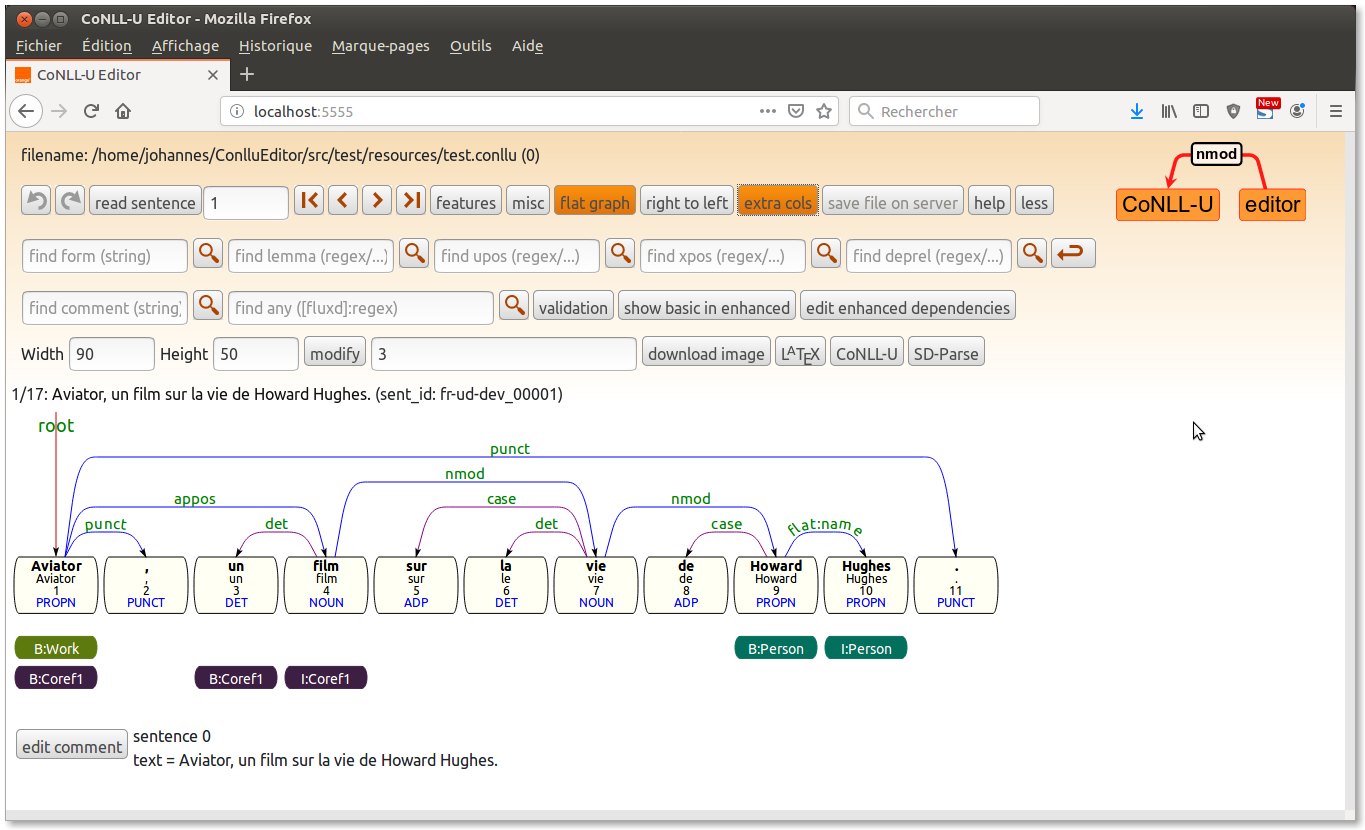 CoNLL-U Editor - Mozilla Firefox
Fichier Édition Affichage Historique Marque-pages Outils Aide
CoNLL-U Editor
localhost:5555 Rechercher New
filename: /home/johannes/ConlluEditor/src/test/resources/test.conllu (0)
nmod
CoNLL-U editor
read sentence 1 features misc flat graph right to left extra cols save file on server help less
find form (string) find lemma (regex/...) find upos (regex/...) find xpos (regex/...) find deprel (regex/...)
find comment (string) find any ([fluxd]:regex) validation show basic in enhanced edit enhanced dependencies
Width 90 Height 50 modify 3 download image LATEX CoNLL-U SD-Parse
1/17: Aviator, un film sur la vie de Howard Hughes. (sent_id: fr-ud-dev_00001)
root
punct
nmod
appos case nmod
punct det det case flat:name
Aviator , un film sur la vie de Howard Hughes .
Aviator , un film sur le vie de Howard Hughes .
1 2 3 4 5 6 7 8 9 10 11
PROPN PUNCT DET NOUN ADP DET NOUN ADP PROPN PROPN PUNCT
B:Work B:Person I:Person
B:Coref1 B:Coref1 I:Coref1
edit comment sentence 0
text = Aviator, un film sur la vie de Howard Hughes.